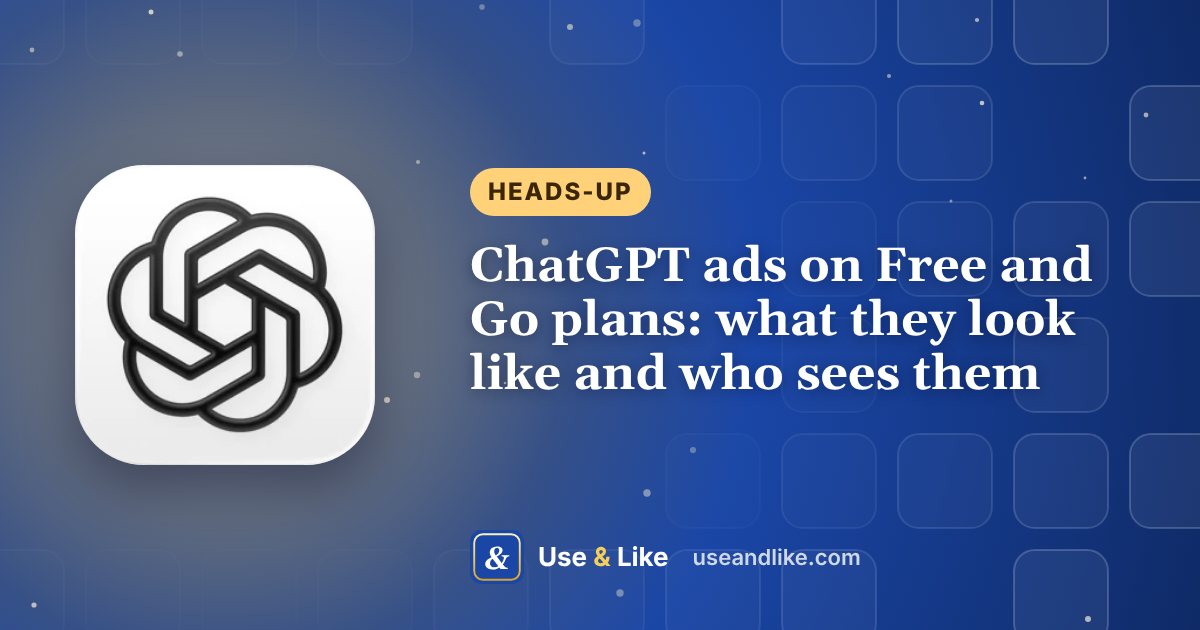 HEADS-UP
ChatGPT ads on Free and
Go plans: what they look
like and who sees them
& Use & Like useandlike.com